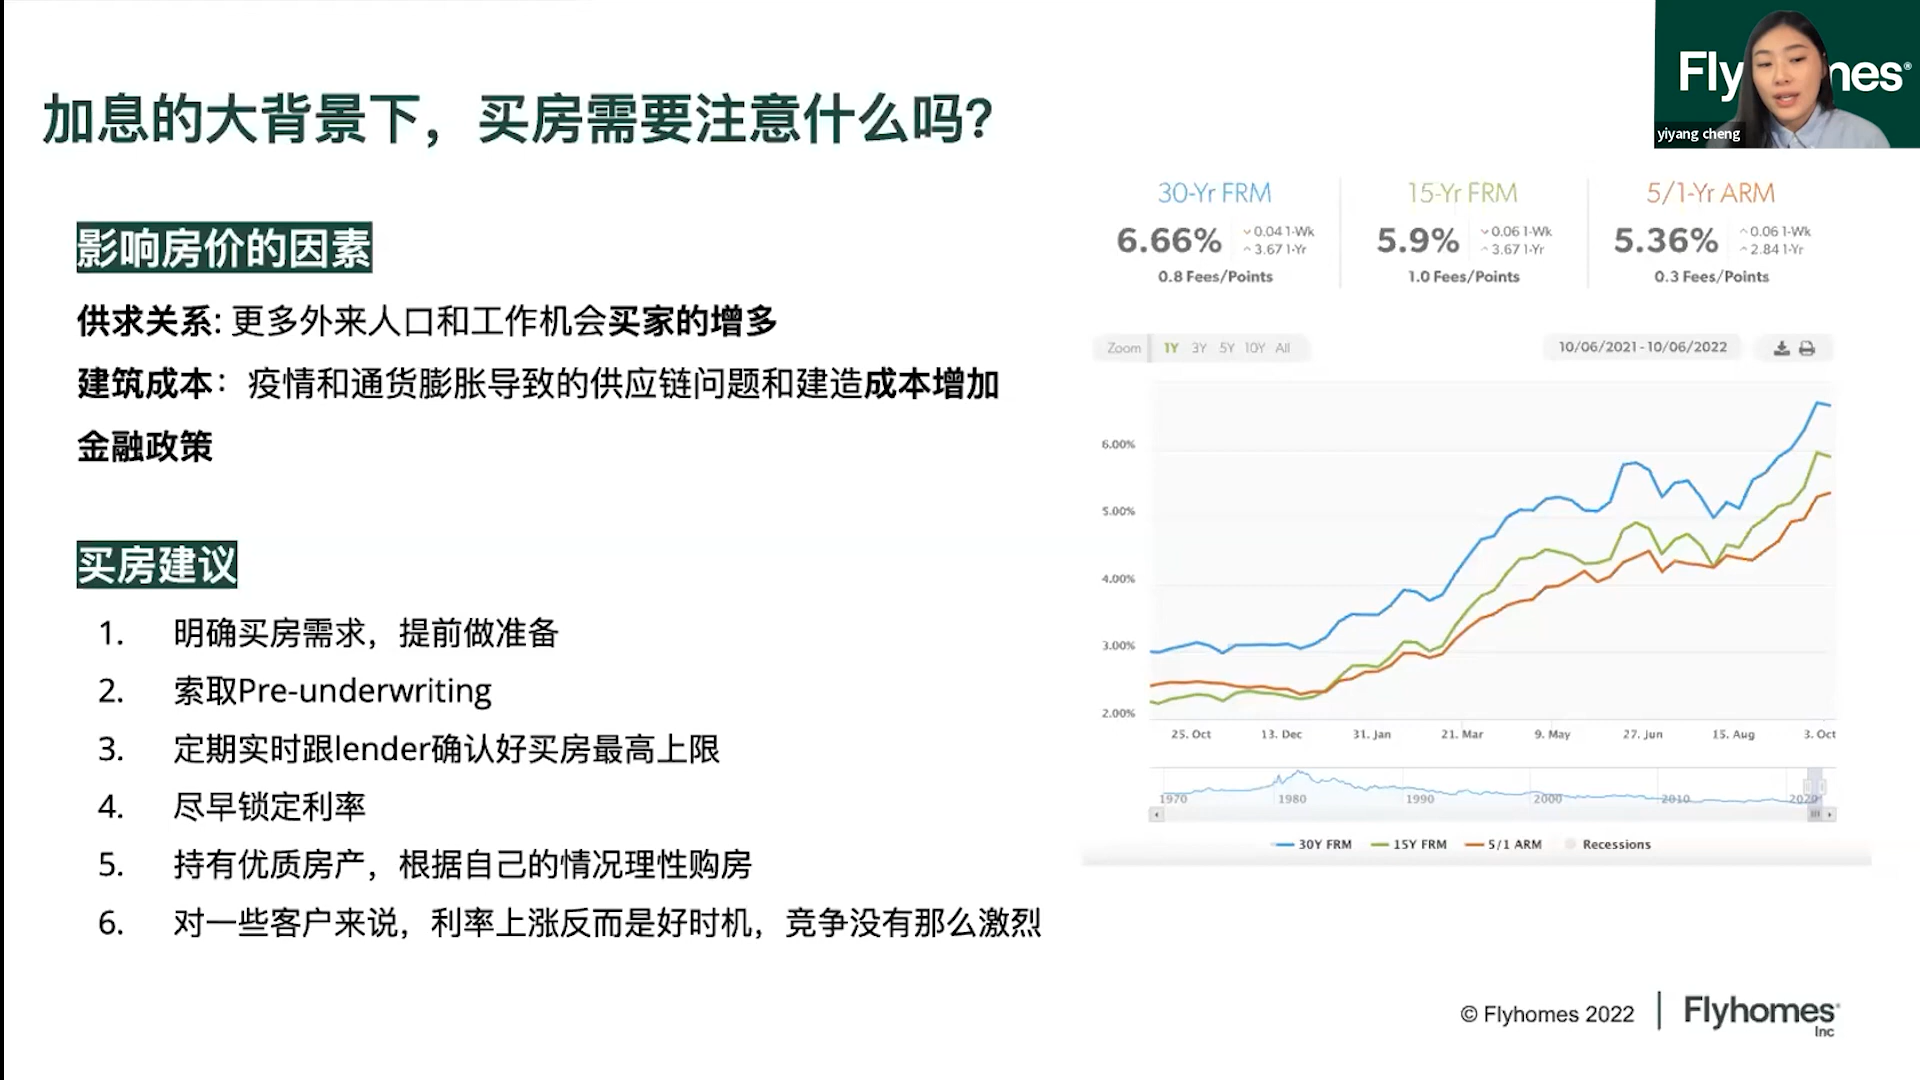 加息的大背景下，买房需要注意什么吗？
影响房价的因素
供求关系: 更多外来人口和工作机会买家的增多
建筑成本：疫情和通货膨胀导致的供应链问题和建造成本增加
金融政策
买房建议
1. 明确买房需求，提前做准备
2. 索取Pre-underwriting
3. 定期实时跟lender确认好买房最高上限
4. 尽早锁定利率
5. 持有优质房产，根据自己的情况理性购房
6. 对一些客户来说，利率上涨反而是好时机，竞争没有那么激烈
yiyang cheng
30-Yr FRM 15-Yr FRM 5/1-Yr ARM
6.66% 0.04 1-Wk 3.67 1-Yr 5.9% 0.06 1-Wk 3.67 1-Yr 5.36% 0.06 1-Wk 2.84 1-Yr
0.8 Fees/Points 1.0 Fees/Points 0.3 Fees/Points
Zoom 1Y 3Y 5Y 10Y All 10/06/2021 - 10/06/2022
6.00%
5.00%
4.00%
3.00%
2.00%
25. Oct 13. Dec 31. Jan 21. Mar 9. May 27. Jun 15. Aug 3. Oct
1970 1980 1990 2000 2010 2020
30Y FRM 15Y FRM 5/1 ARM Recessions
© Flyhomes 2022 Flyhomes
Inc